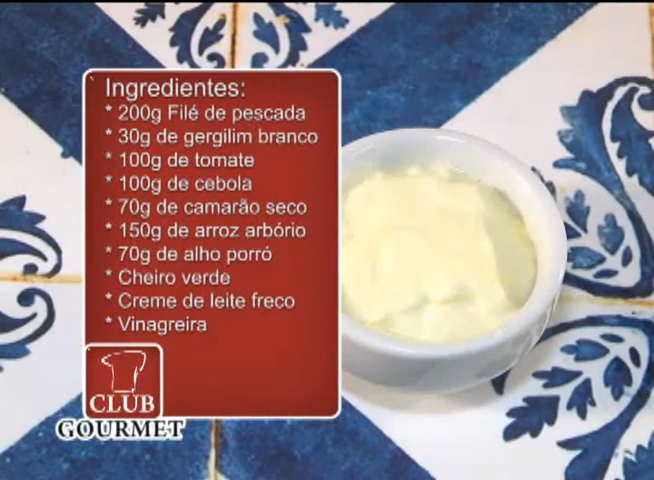 Ingredientes:
* 200g Filé de pescada
* 30g de gergilim branco
* 100g de tomate
* 100g de cebola
* 70g de camarão seco
* 150g de arroz arbório
* 70g de alho porró
* Cheiro verde
* Creme de leite freco
* Vinagreira
CLUB
GOURMET